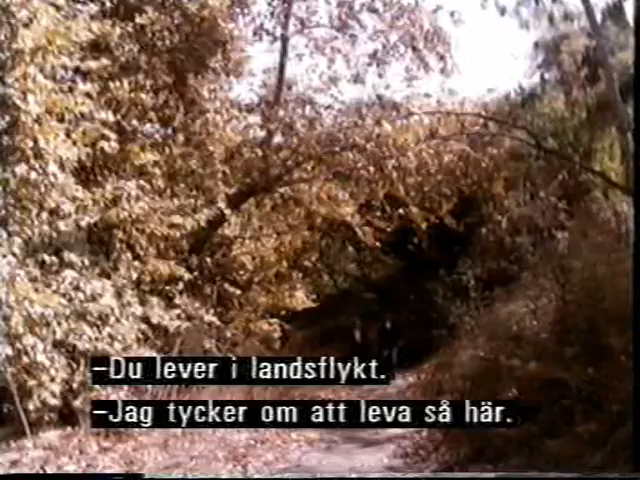 -Du lever i landsflykt.
-Jag tycker om att leva så här.